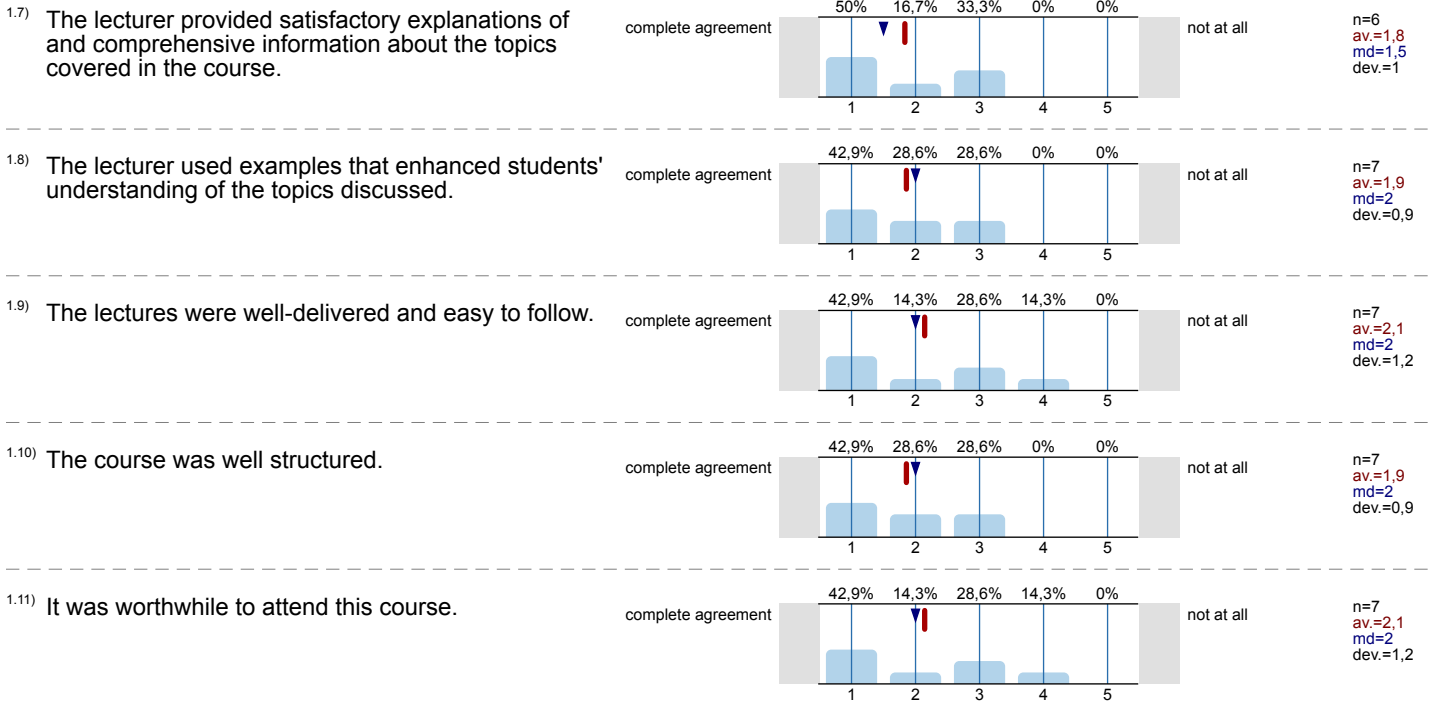 1.7) The lecturer provided satisfactory explanations of
and comprehensive information about the topics
covered in the course.
50% 16,7% 33,3% 0% 0%
complete agreement
not at all
1 2 3 4 5
n=6
av.=1,8
md=1,5
dev.=1
1.8) The lecturer used examples that enhanced students'
understanding of the topics discussed.
42,9% 28,6% 28,6% 0% 0%
complete agreement
not at all
1 2 3 4 5
n=7
av.=1,9
md=2
dev.=0,9
1.9) The lectures were well-delivered and easy to follow.
42,9% 14,3% 28,6% 14,3% 0%
complete agreement
not at all
1 2 3 4 5
n=7
av.=2,1
md=2
dev.=1,2
1.10) The course was well structured.
42,9% 28,6% 28,6% 0% 0%
complete agreement
not at all
1 2 3 4 5
n=7
av.=1,9
md=2
dev.=0,9
1.11) It was worthwhile to attend this course.
42,9% 14,3% 28,6% 14,3% 0%
complete agreement
not at all
1 2 3 4 5
n=7
av.=2,1
md=2
dev.=1,2